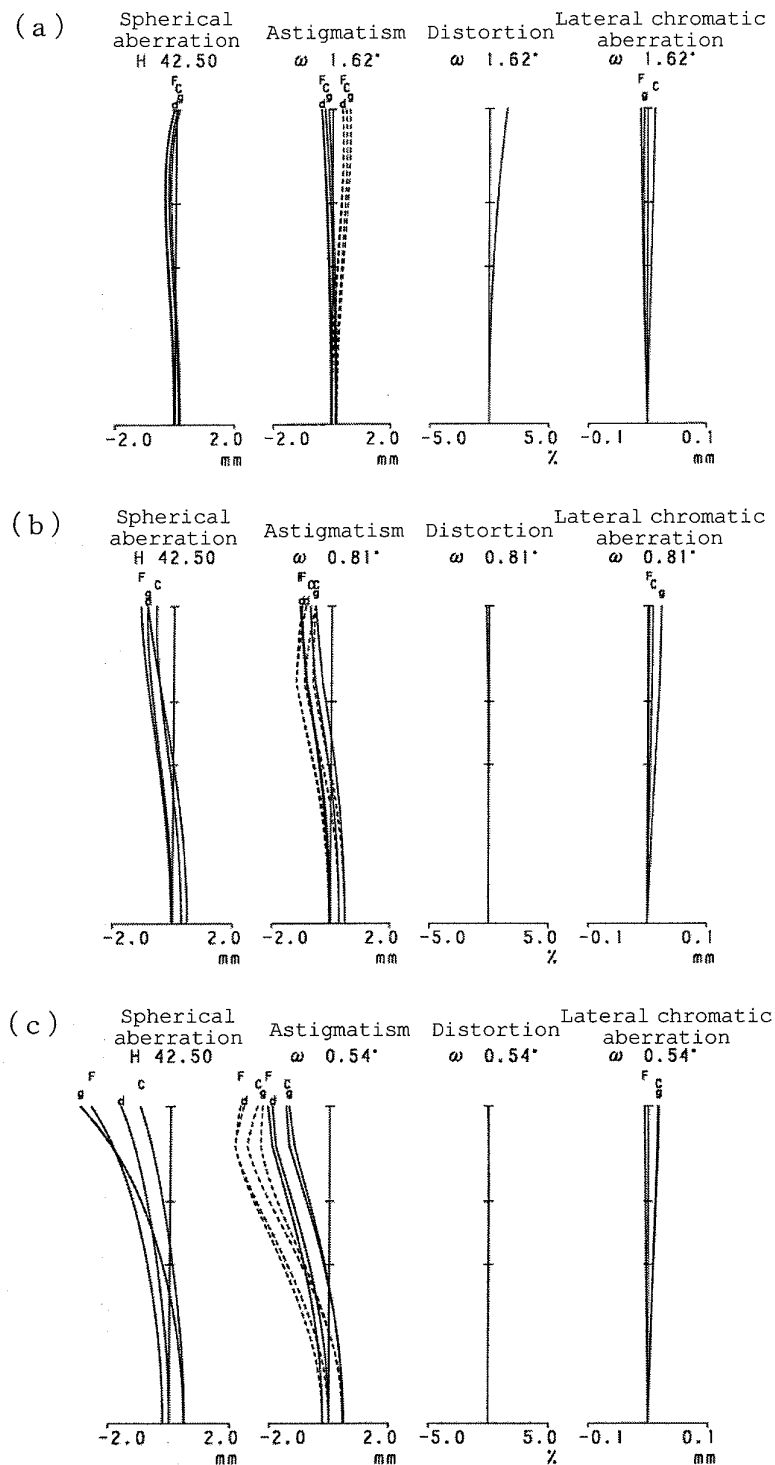 (a)
Spherical
aberration
H 42.50
F
C
g
d
-2.0 2.0
mm
Astigmatism
ω 1.62°
F
C
g
d
F
C
g
d
-2.0 2.0
mm
Distortion
ω 1.62°
-5.0 5.0
%
Lateral chromatic
aberration
ω 1.62°
F
g
C
-0.1 0.1
mm
(b)
Spherical
aberration
H 42.50
F
g
d
C
-2.0 2.0
mm
Astigmatism
ω 0.81°
g
-2.0 2.0
mm
Distortion
ω 0.81°
-5.0 5.0
%
Lateral chromatic
aberration
ω 0.81°
F
C
g
-0.1 0.1
mm
(c)
Spherical
aberration
H 42.50
g
F
d
C
-2.0 2.0
mm
Astigmatism
ω 0.54°
F
d
C
g
F
d
C
g
-2.0 2.0
mm
Distortion
ω 0.54°
-5.0 5.0
%
Lateral chromatic
aberration
ω 0.54°
F
C
g
-0.1 0.1
mm